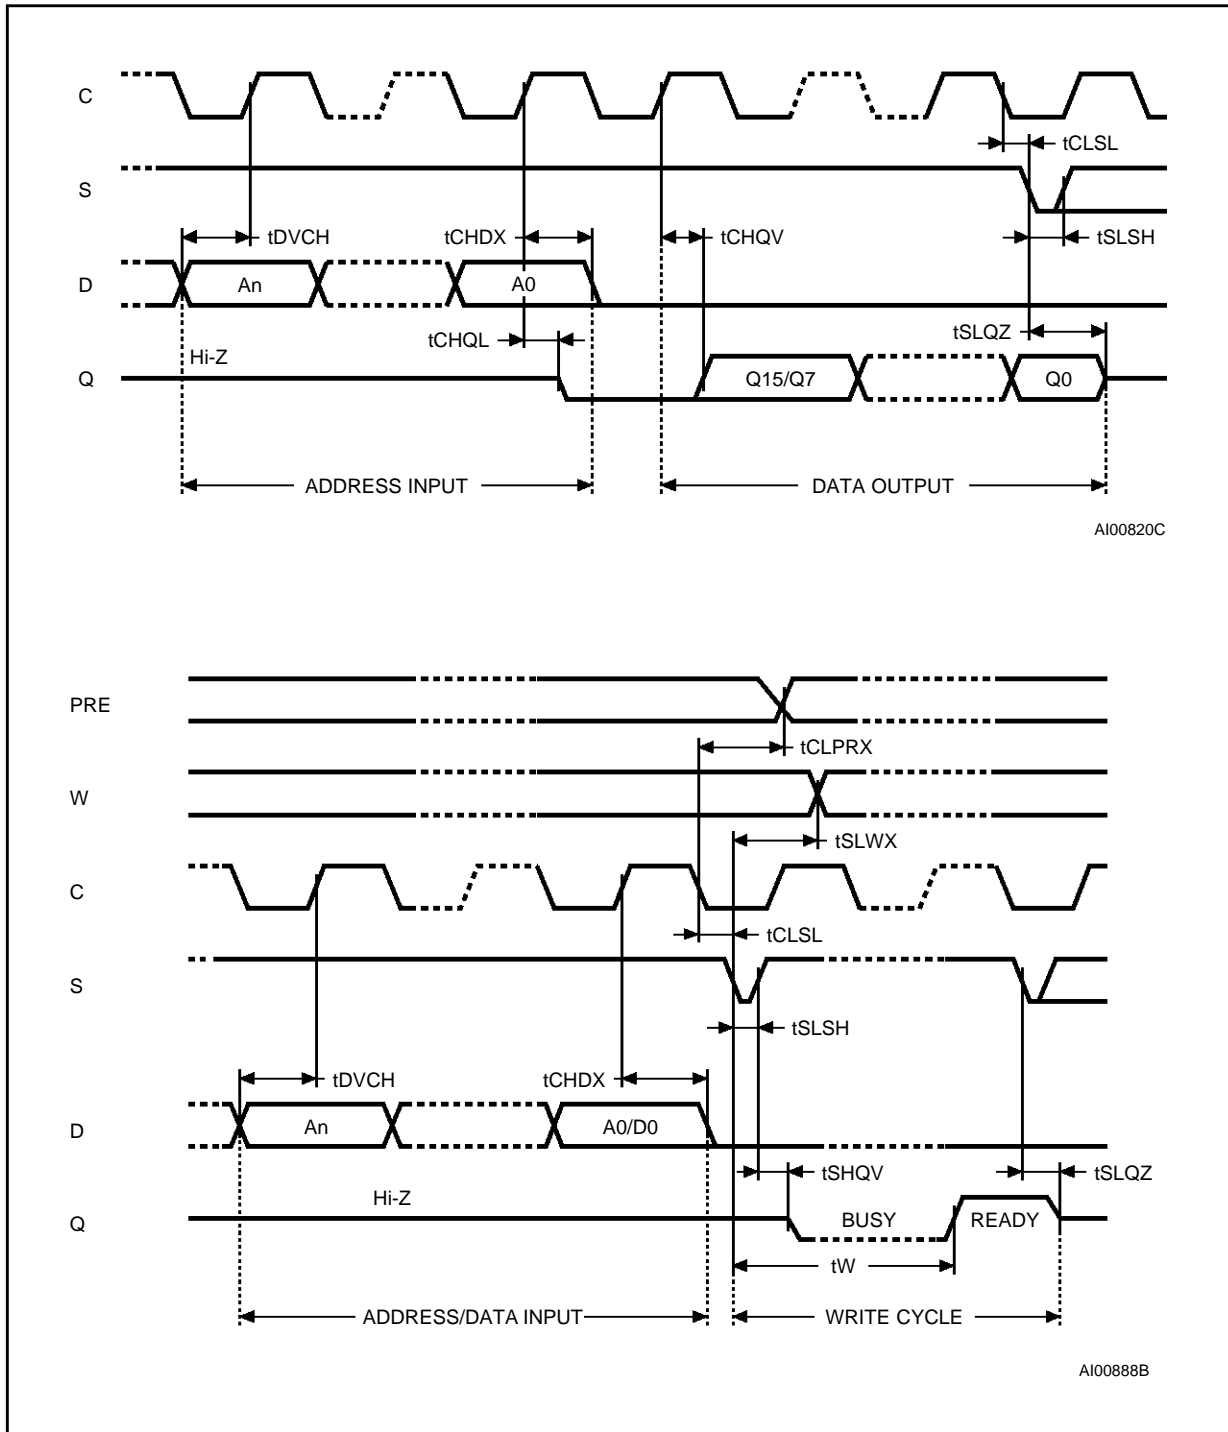 C
tCLSL
S
tDVCH
tCHDX
tCHQV
tSLSH
D
An
A0
tCHQL
tSLQZ
Hi-Z
Q
Q15/Q7
Q0
ADDRESS INPUT
DATA OUTPUT
AI00820C
PRE
tCLPRX
W
tSLWX
C
tCLSL
S
tSLSH
tDVCH
tCHDX
D
An
A0/D0
tSHQV
tSLQZ
Hi-Z
Q
BUSY
READY
tW
ADDRESS/DATA INPUT
WRITE CYCLE
AI00888B